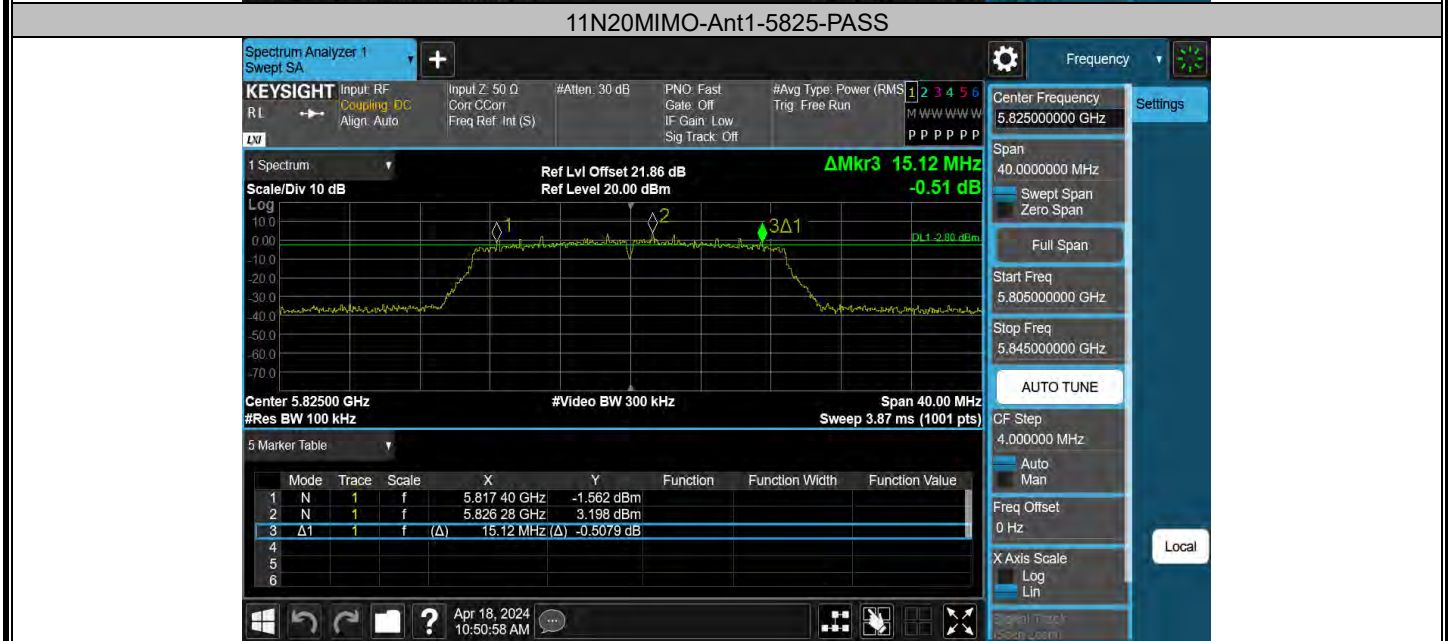 11N20MIMO-Ant1-5825-PASS
Spectrum Analyzer 1
Swept SA
+
Frequency
KEYSIGHT
RL
LXI
Input: RF
Coupling: DC
Align: Auto
Input Z: 50 Ω
Corr CCorr
Freq Ref: Int (S)
#Atten: 30 dB
PNO: Fast
Gate: Off
IF Gain: Low
Sig Track: Off
#Avg Type: Power (RMS
Trig: Free Run
1 2 3 4 5 6
M W W W W W
P P P P P P
1 Spectrum
Scale/Div 10 dB
Ref Lvl Offset 21.86 dB
Ref Level 20.00 dBm
ΔMkr3 15.12 MHz
-0.51 dB
Log
10.0
0.00
-10.0
-20.0
-30.0
-40.0
-50.0
-60.0
-70.0
1
2
3Δ1
DL1 -2.80 dBm
Center 5.82500 GHz
#Res BW 100 kHz
#Video BW 300 kHz
Span 40.00 MHz
Sweep 3.87 ms (1001 pts)
5 Marker Table
Mode Trace Scale X Y Function Function Width Function Value
1 N 1 f 5.817 40 GHz -1.562 dBm
2 N 1 f 5.826 28 GHz 3.198 dBm
3 Δ1 1 f (Δ) 15.12 MHz (Δ) -0.5079 dB
4
5
6
?
Apr 18, 2024
10:50:58 AM
Center Frequency
5.825000000 GHz
Settings
Span
40.0000000 MHz
Swept Span
Zero Span
Full Span
Start Freq
5.805000000 GHz
Stop Freq
5.845000000 GHz
AUTO TUNE
CF Step
4.000000 MHz
Auto
Man
Freq Offset
0 Hz
X Axis Scale
Log
Lin
Local
Signal Track
(Span Zoom)